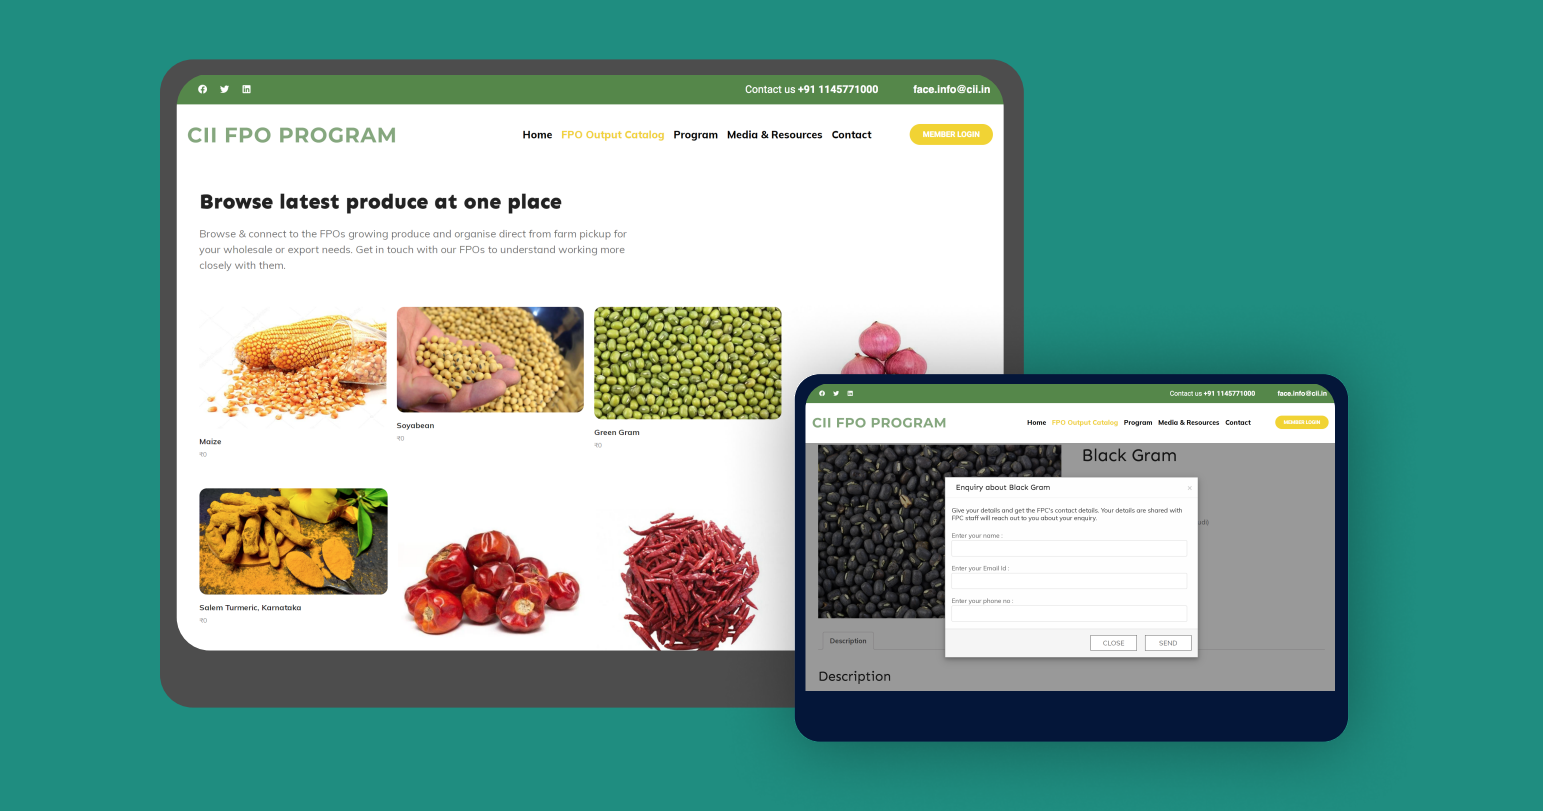 Contact us +91 1145771000
face.info@cii.in
CII FPO PROGRAM
Home
FPO Output Catalog
Program
Media & Resources
Contact
MEMBER LOGIN
Browse latest produce at one place
Browse & connect to the FPOs growing produce and organise direct from farm pickup for
your wholesale or export needs. Get in touch with our FPOs to understand working more
closely with them.
Maize
₹0
Soyabean
₹0
Green Gram
₹0
Salem Turmeric, Karnataka
₹0
Contact us +91 1145771000
face.info@cii.in
CII FPO PROGRAM
Home
FPO Output Catalog
Program
Media & Resources
Contact
MEMBER LOGIN
Black Gram
Enquiry about Black Gram
×
Give your details and get the FPC's contact details. Your details are shared with
FPC staff will reach out to you about your enquiry.
Enter your name :
Enter your Email Id :
Enter your phone no :
CLOSE
SEND
Description
Description